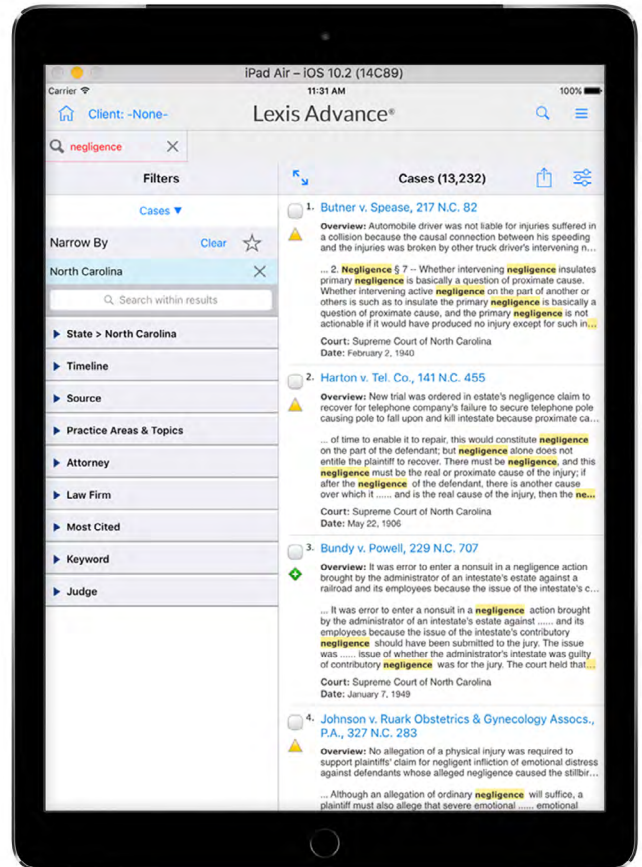 iPad Air – iOS 10.2 (14C89)
Carrier
11:31 AM
100%
Client: -None-
Lexis Advance®
negligence
Filters
Cases ▼
Narrow By
Clear
North Carolina
Search within results
State > North Carolina
Timeline
Source
Practice Areas & Topics
Attorney
Law Firm
Most Cited
Keyword
Judge
Cases (13,232)
1. Butner v. Spease, 217 N.C. 82
Overview: Automobile driver was not liable for injuries suffered in
a collision because the causal connection between his speeding
and the injuries was broken by other truck driver's intervening n...
... 2. Negligence § 7 -- Whether intervening negligence insulates
primary negligence is basically a question of proximate cause.
Whether intervening active negligence on the part of another or
others is such as to insulate the primary negligence is basically a
question of proximate cause, and the primary negligence is not
actionable if it would have produced no injury except for such in...
Court: Supreme Court of North Carolina
Date: February 2, 1940
2. Harton v. Tel. Co., 141 N.C. 455
Overview: New trial was ordered in estate's negligence claim to
recover for telephone company's failure to secure telephone pole
causing pole to fall upon and kill intestate because proximate ca...
... of time to enable it to repair, this would constitute negligence
on the part of the defendant; but negligence alone does not
entitle the plaintiff to recover. There must be negligence, and this
negligence must be the real or proximate cause of the injury; if
after the negligence of the defendant, there is another cause
over which it ...... and is the real cause of the injury, then the ne...
Court: Supreme Court of North Carolina
Date: May 22, 1906
3. Bundy v. Powell, 229 N.C. 707
Overview: It was error to enter a nonsuit in a negligence action
brought by the administrator of an intestate's estate against a
railroad and its employees because the issue of the intestate's c...
... It was error to enter a nonsuit in a negligence action brought
by the administrator of an intestate's estate against ...... and its
employees because the issue of the intestate's contributory
negligence should have been submitted to the jury. The issue
was ...... issue of whether the administrator's intestate was guilty
of contributory negligence was for the jury. The court held that...
Court: Supreme Court of North Carolina
Date: January 7, 1949
4. Johnson v. Ruark Obstetrics & Gynecology Assocs.,
P.A., 327 N.C. 283
Overview: No allegation of a physical injury was required to
support plaintiffs' claim for negligent infliction of emotional distress
against defendants whose alleged negligence caused the stillbir...
... Although an allegation of ordinary negligence will suffice, a
plaintiff must also allege that severe emotional ...... emotional